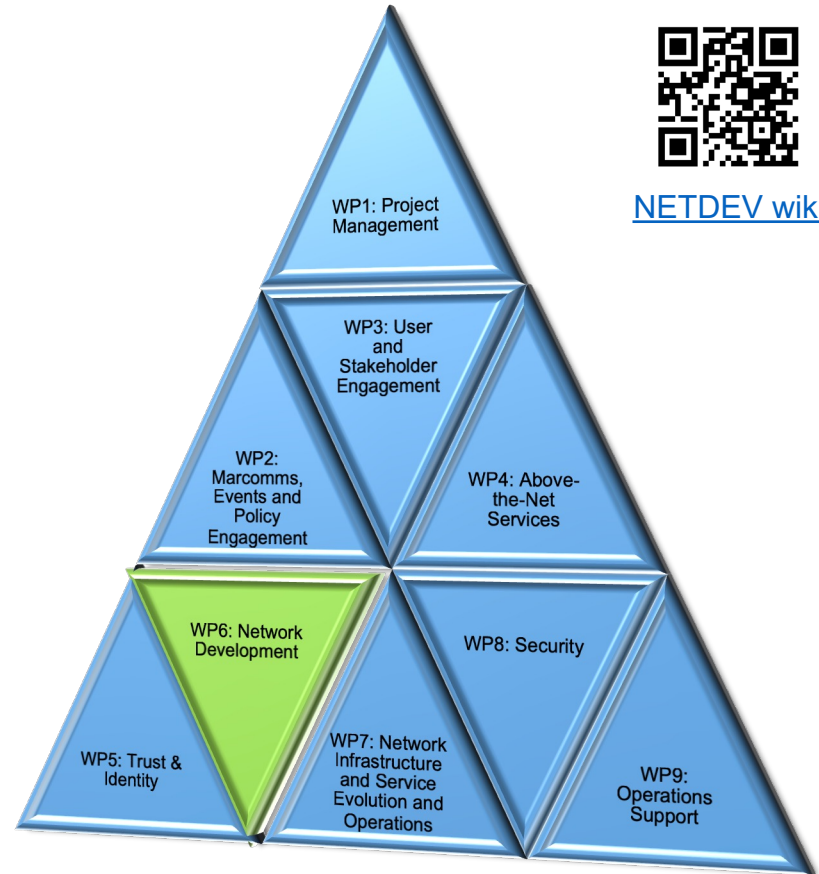 NETDEV wik
WP1: Project
Management
WP3: User
and
Stakeholder
Engagement
WP2:
Marcomms,
Events and
Policy
Engagement
WP4: Above-
the-Net
Services
WP6: Network
Development
WP8: Security
WP5: Trust &
Identity
WP7: Network
Infrastructure
and Service
Evolution and
Operations
WP9:
Operations
Support